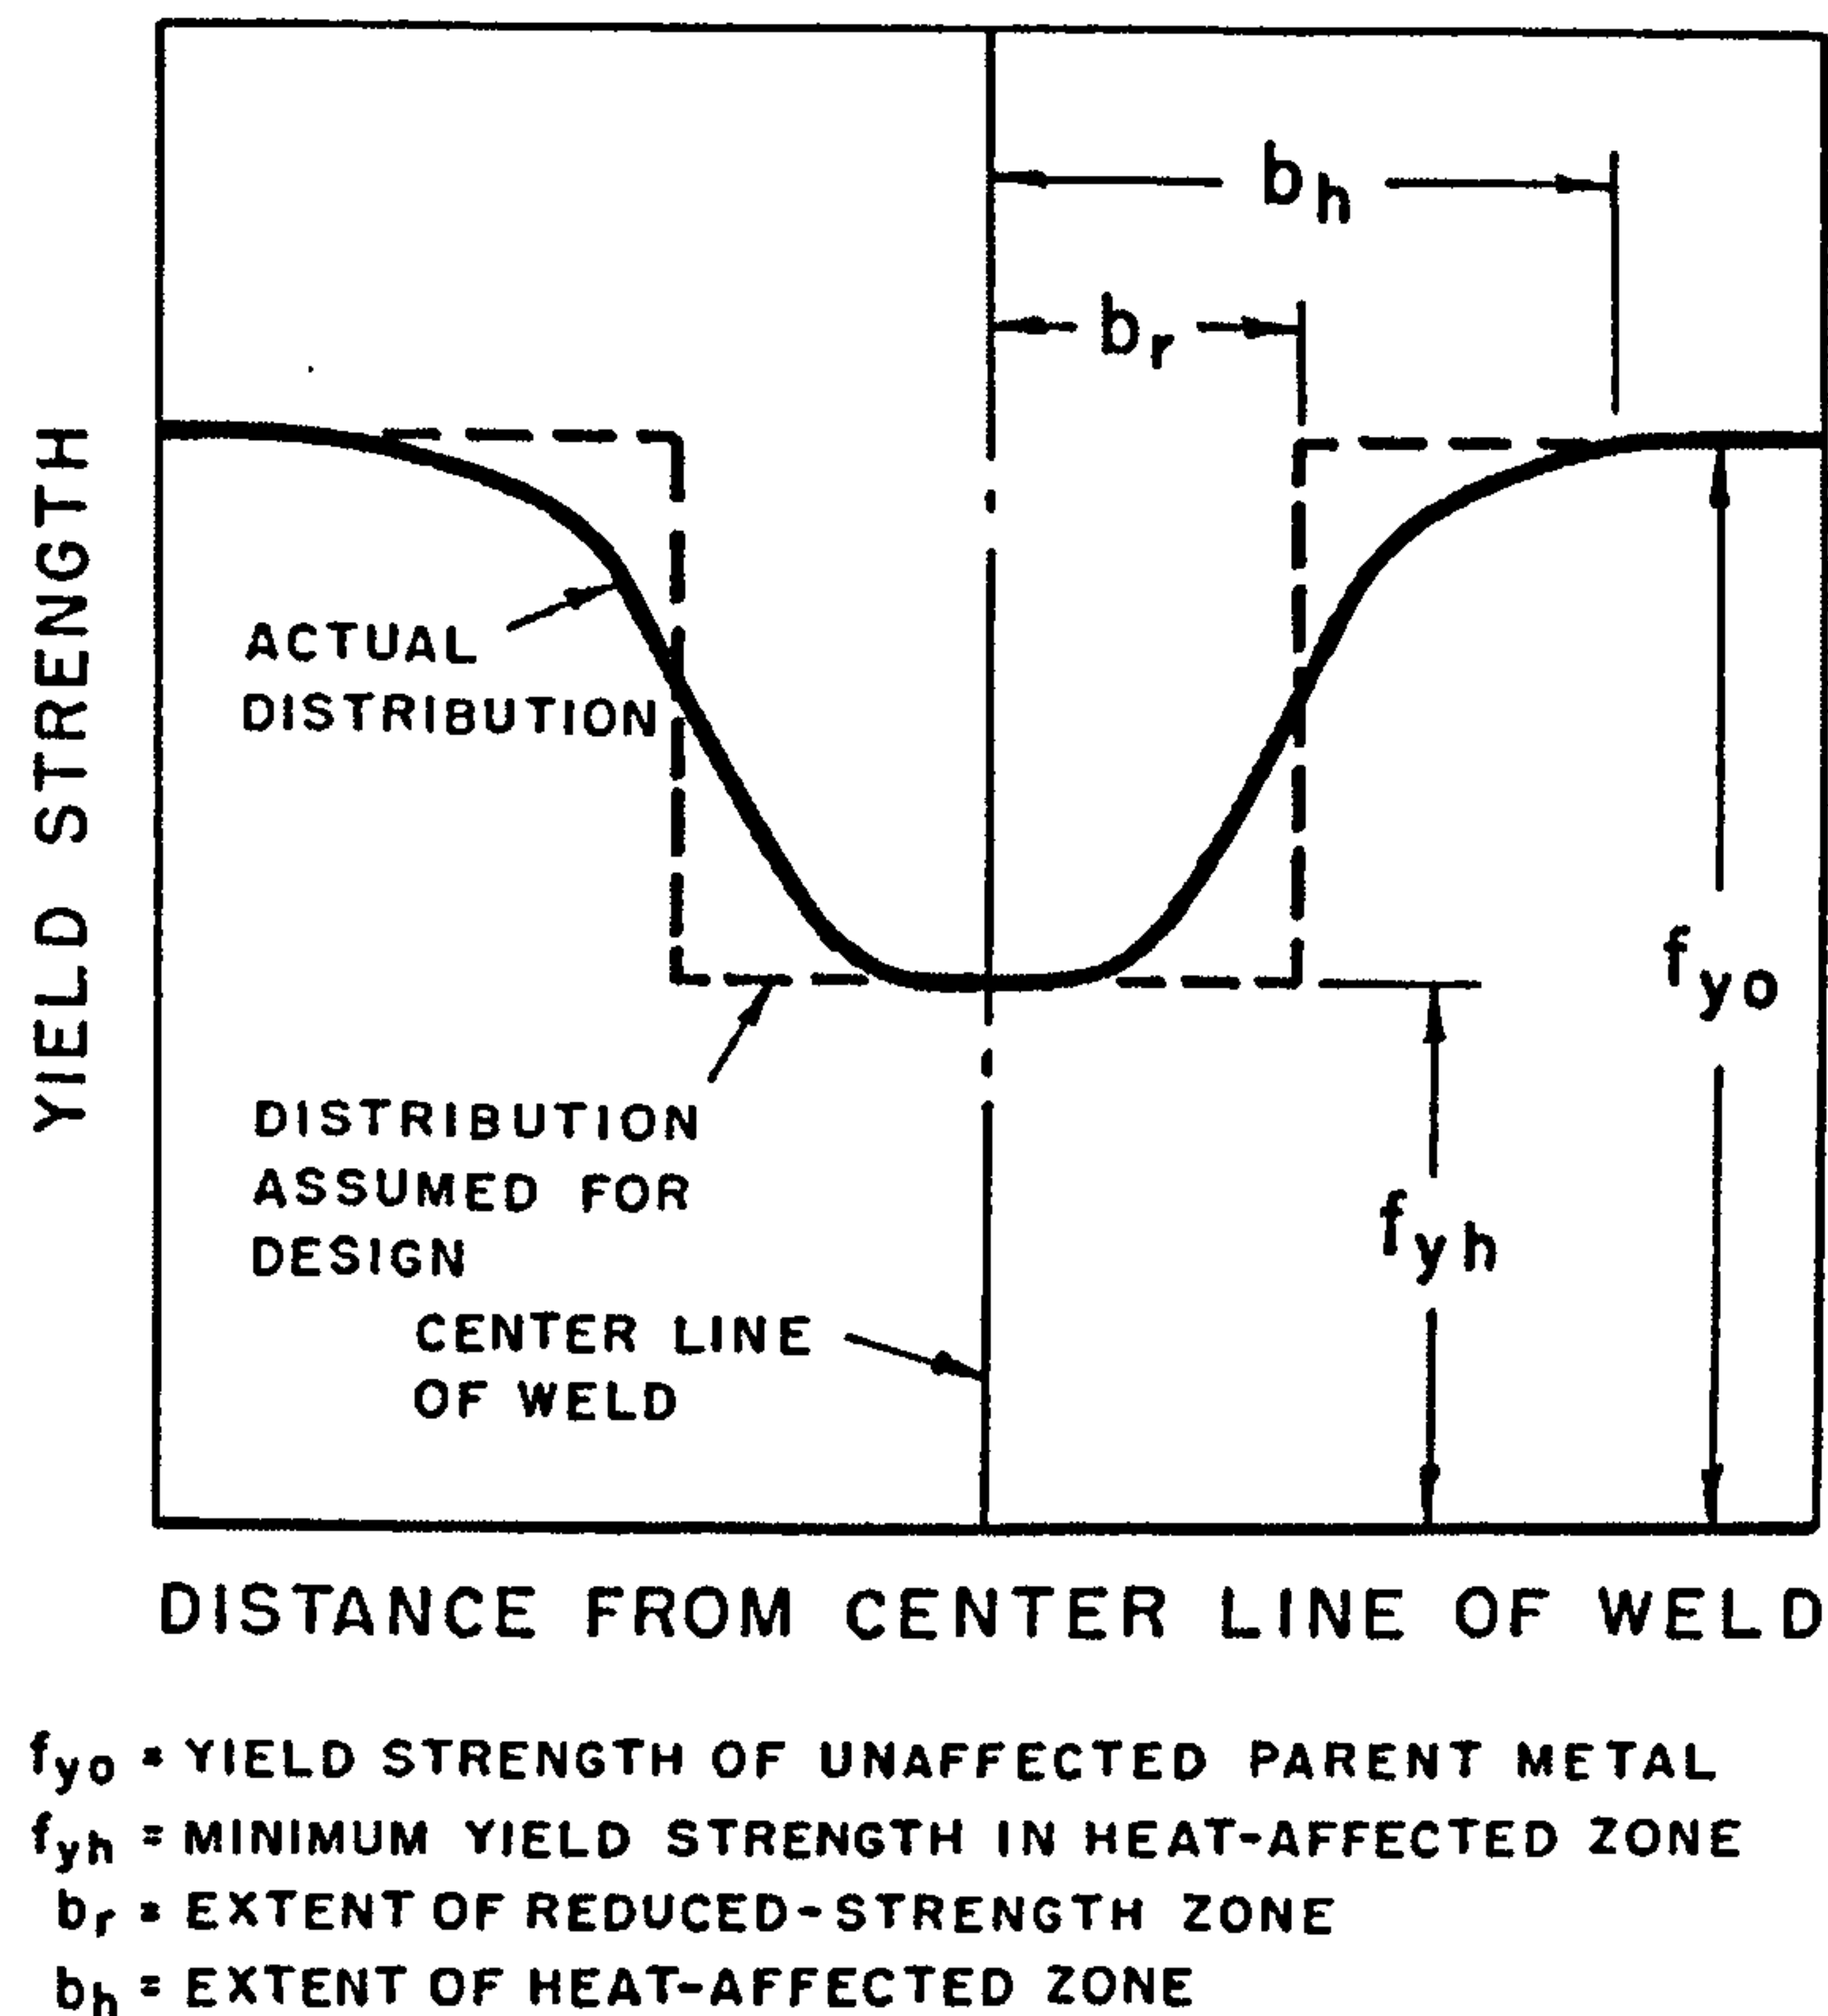 b_h
b_r
YIELD STRENGTH
ACTUAL
DISTRIBUTION
f_yo
DISTRIBUTION
ASSUMED FOR
DESIGN
f_yh
CENTER LINE
OF WELD
DISTANCE FROM CENTER LINE OF WELD
f_yo = YIELD STRENGTH OF UNAFFECTED PARENT METAL
f_yh = MINIMUM YIELD STRENGTH IN HEAT-AFFECTED ZONE
b_r = EXTENT OF REDUCED-STRENGTH ZONE
b_h = EXTENT OF HEAT-AFFECTED ZONE